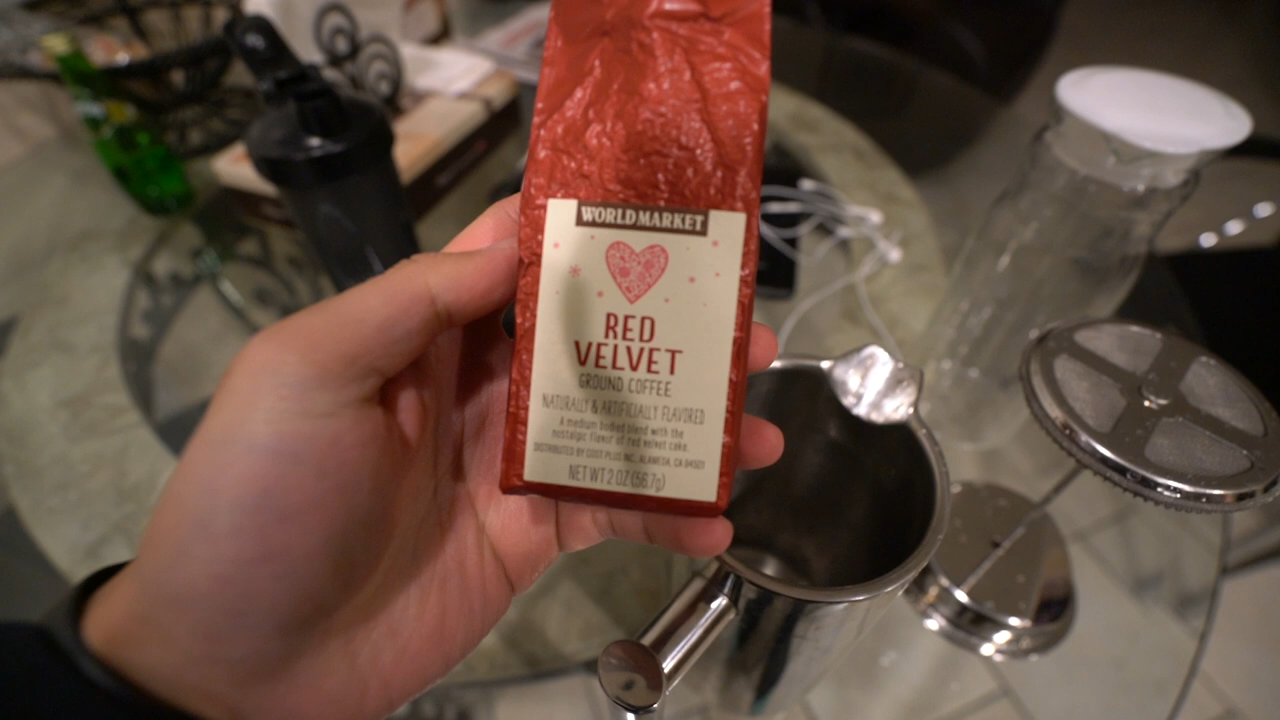 WORLD MARKET
RED
VELVET
GROUND COFFEE
NATURALLY & ARTIFICIALLY FLAVORED
A medium bodied blend with the
nostalgic flavor of red velvet cake.
DISTRIBUTED BY COST PLUS INC., ALAMEDA, CA 94501
NET WT 2 OZ (56.7g)